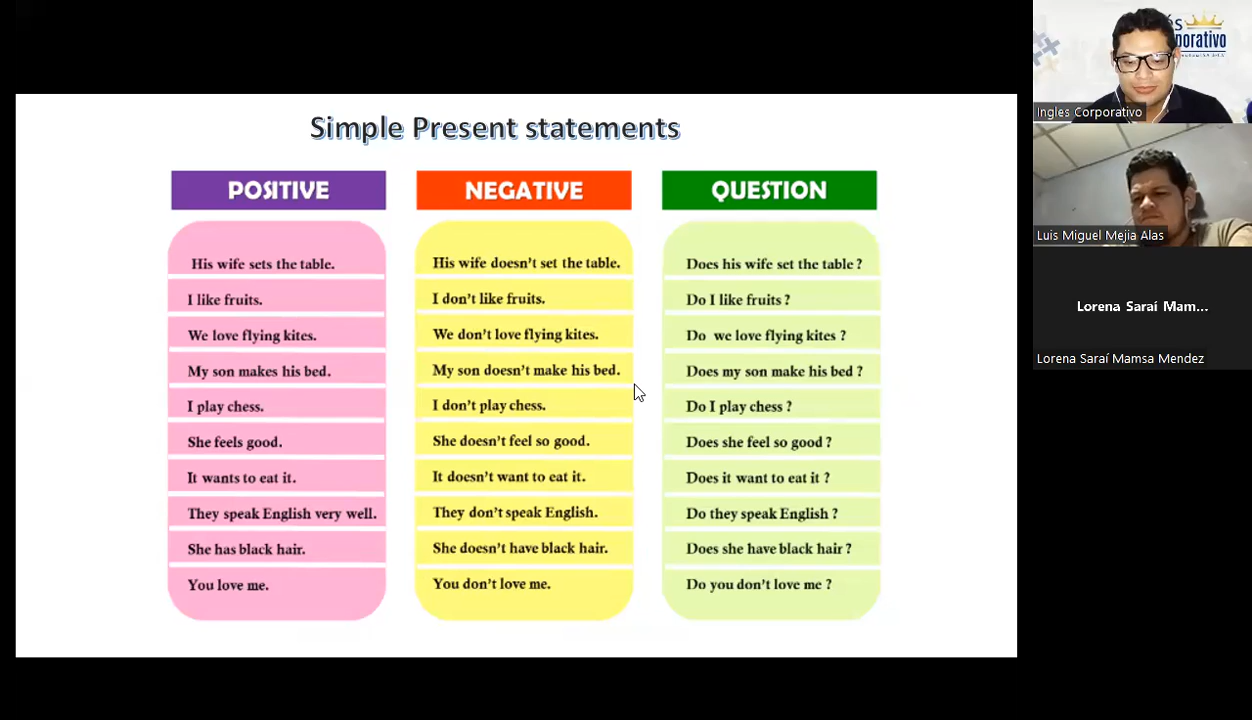 Simple Present statements
POSITIVE
His wife sets the table.
I like fruits.
We love flying kites.
My son makes his bed.
I play chess.
She feels good.
It wants to eat it.
They speak English very well.
She has black hair.
You love me.
NEGATIVE
His wife doesn't set the table.
I don't like fruits.
We don't love flying kites.
My son doesn't make his bed.
I don't play chess.
She doesn't feel so good.
It doesn't want to eat it.
They don't speak English.
She doesn't have black hair.
You don't love me.
QUESTION
Does his wife set the table ?
Do I like fruits ?
Do we love flying kites ?
Does my son make his bed ?
Do I play chess ?
Does she feel so good ?
Does it want to eat it ?
Do they speak English ?
Does she have black hair ?
Do you don't love me ?
Ingles Corporativo
Luis Miguel Mejia Alas
Lorena Saraí Mam...
Lorena Saraí Mamsa Mendez